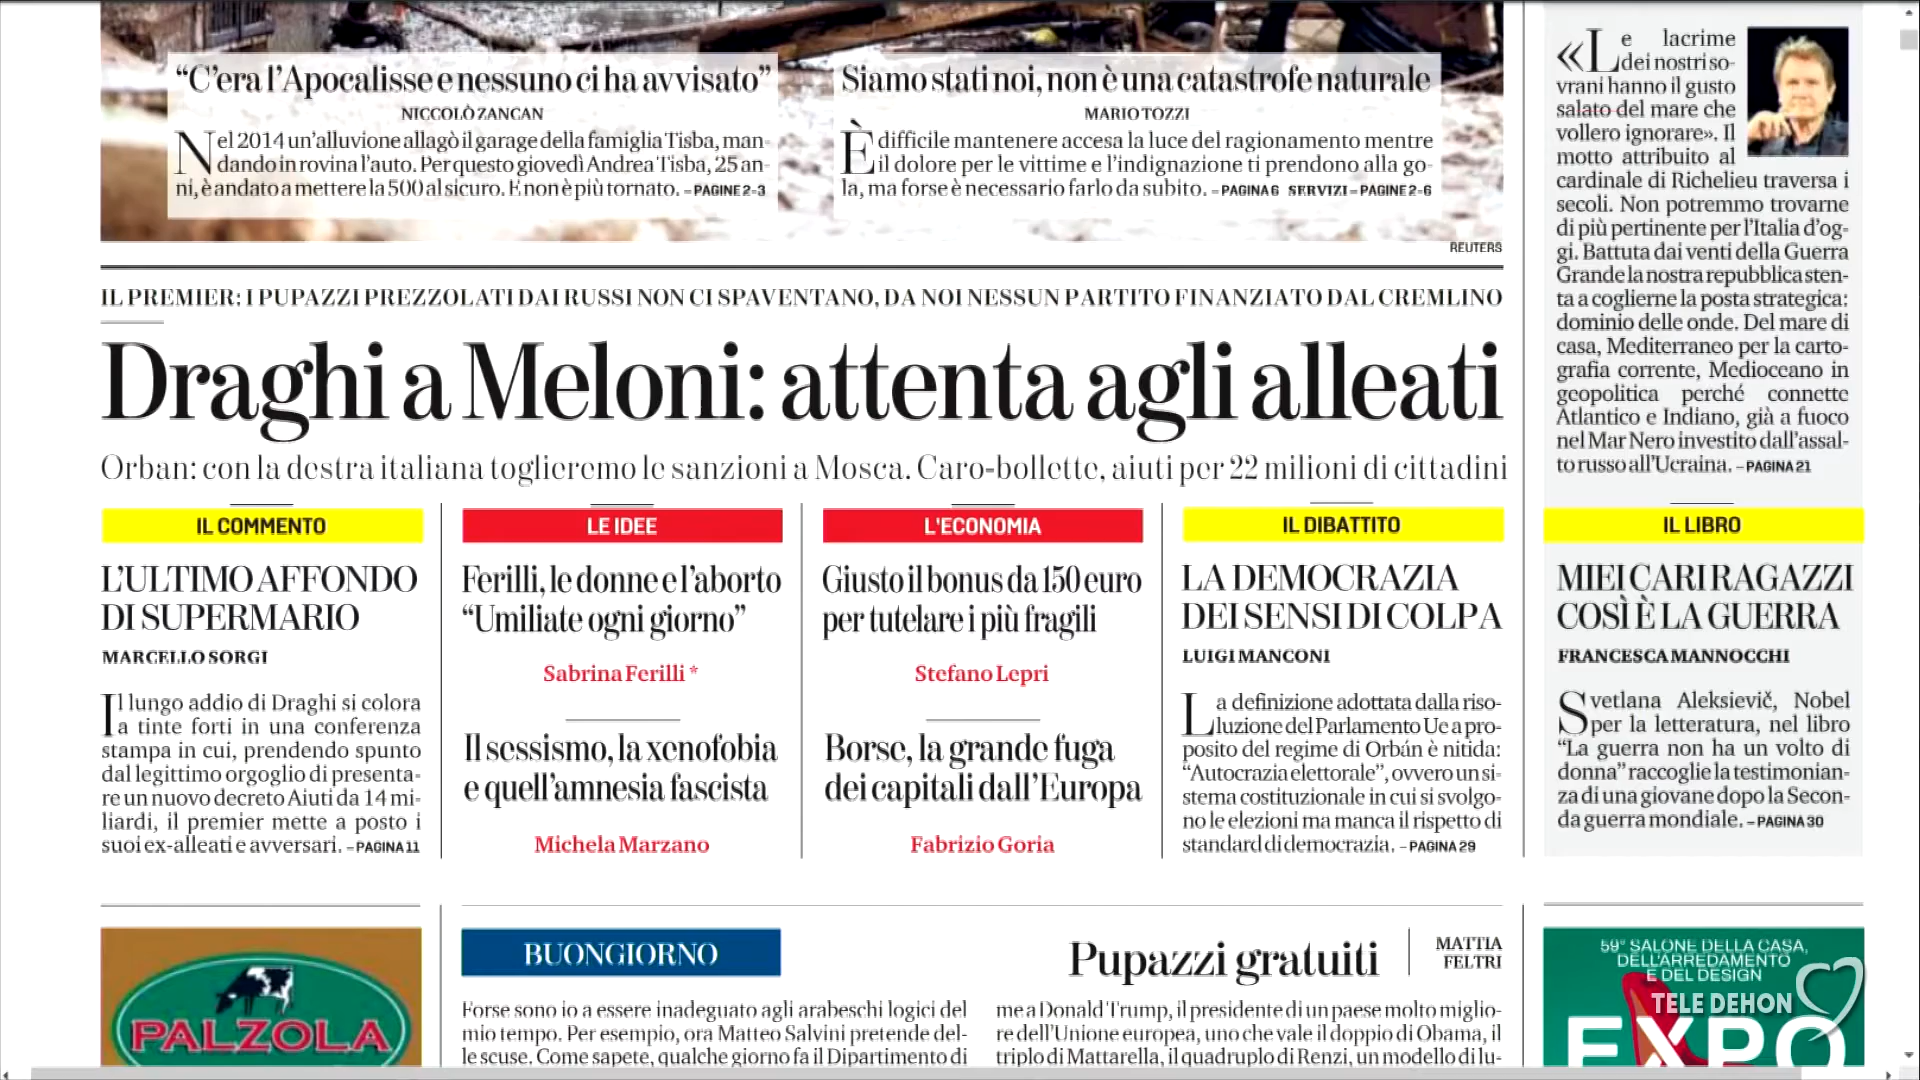 “C’era l’Apocalisse e nessuno ci ha avvisato”
NICCOLÒ ZANCAN
Nel 2014 un’alluvione allagò il garage della famiglia Tisba, man-
dando in rovina l’auto. Per questo giovedì Andrea Tisba, 25 an-
ni, è andato a mettere la 500 al sicuro. E non è più tornato. – PAGINE 2-3
Siamo stati noi, non è una catastrofe naturale
MARIO TOZZI
È difficile mantenere accesa la luce del ragionamento mentre
il dolore per le vittime e l’indignazione ti prendono alla go-
la, ma forse è necessario farlo da subito. – PAGINA 6 SERVIZI – PAGINE 2-6
REUTERS
«Le lacrime
dei nostri so-
vrani hanno il gusto
salato del mare che
vollero ignorare». Il
motto attribuito al
cardinale di Richelieu traversa i
secoli. Non potremmo trovarne
di più pertinente per l’Italia d’og-
gi. Battuta dai venti della Guerra
Grande la nostra repubblica sten-
ta a coglierne la posta strategica:
dominio delle onde. Del mare di
casa, Mediterraneo per la carto-
grafia corrente, Medioceano in
geopolitica perché connette
Atlantico e Indiano, già a fuoco
nel Mar Nero investito dall’assal-
to russo all’Ucraina. – PAGINA 21
IL PREMIER: I PUPAZZI PREZZOLATI DAI RUSSI NON CI SPAVENTANO, DA NOI NESSUN PARTITO FINANZIATO DAL CREMLINO
Draghi a Meloni: attenta agli alleati
Orban: con la destra italiana toglieremo le sanzioni a Mosca. Caro-bollette, aiuti per 22 milioni di cittadini
IL COMMENTO
L’ULTIMO AFFONDO
DI SUPERMARIO
MARCELLO SORGI
Il lungo addio di Draghi si colora
a tinte forti in una conferenza
stampa in cui, prendendo spunto
dal legittimo orgoglio di presenta-
re un nuovo decreto Aiuti da 14 mi-
liardi, il premier mette a posto i
suoi ex-alleati e avversari. – PAGINA 11
LE IDEE
Ferilli, le donne e l’aborto
“Umiliate ogni giorno”
Sabrina Ferilli *
Il sessismo, la xenofobia
e quell’amnesia fascista
Michela Marzano
L'ECONOMIA
Giusto il bonus da 150 euro
per tutelare i più fragili
Stefano Lepri
Borse, la grande fuga
dei capitali dall’Europa
Fabrizio Goria
IL DIBATTITO
LA DEMOCRAZIA
DEI SENSI DI COLPA
LUIGI MANCONI
La definizione adottata dalla riso-
luzione del Parlamento Ue a pro-
posito del regime di Orbán è nitida:
“Autocrazia elettorale”, ovvero un si-
stema costituzionale in cui si svolgo-
no le elezioni ma manca il rispetto di
standard di democrazia. – PAGINA 29
IL LIBRO
MIEI CARI RAGAZZI
COSÌ È LA GUERRA
FRANCESCA MANNOCCHI
Svetlana Aleksievič, Nobel
per la letteratura, nel libro
“La guerra non ha un volto di
donna” raccoglie la testimonian-
za di una giovane dopo la Secon-
da guerra mondiale. – PAGINA 30
PALZOLA
BUONGIORNO
Pupazzi gratuiti
MATTIA
FELTRI
Forse sono io a essere inadeguato agli arabeschi logici del
mio tempo. Per esempio, ora Matteo Salvini pretende del-
le scuse. Come sapete, qualche giorno fa il Dipartimento di
me a Donald Trump, il presidente di un paese molto miglio-
re dell’Unione europea, uno che vale il doppio di Obama, il
triplo di Mattarella, il quadruplo di Renzi, un modello di lu-
59° SALONE DELLA CASA,
DELL’ARREDAMENTO
E DEL DESIGN
TELE DEHON
EXPO